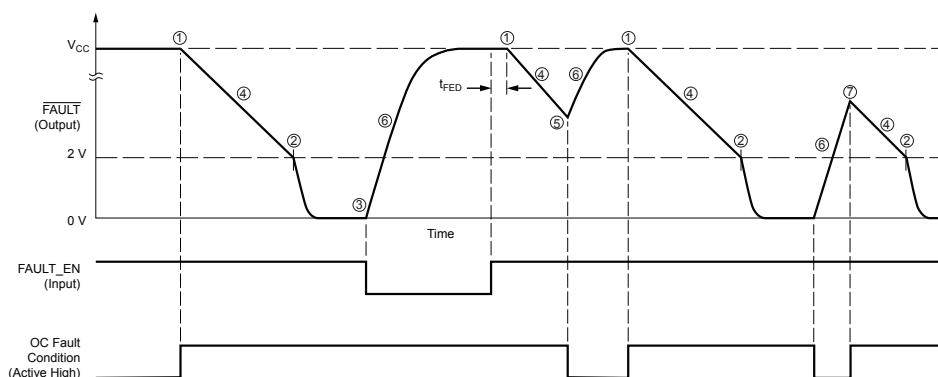 V_CC
① ① ① ⑦
④ t_FED ④ ⑥ ④ ④
F̅A̅U̅L̅T̅
(Output)
⑥ ⑤ ⑥
2 V ② ② ②
③
0 V
Time
FAULT_EN
(Input)
OC Fault
Condition
(Active High)